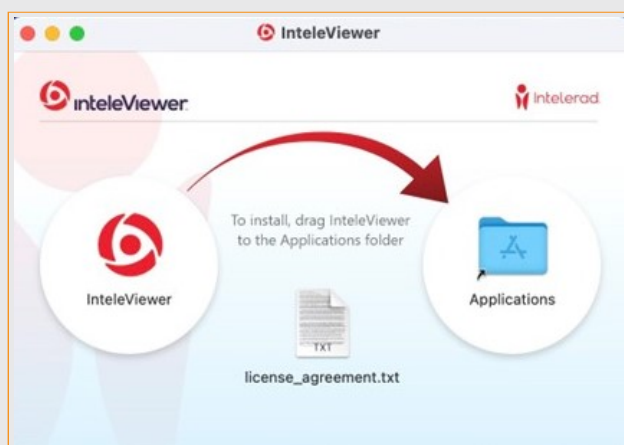 InteleViewer
InteleViewer
Intelerad
To install, drag InteleViewer
to the Applications folder
InteleViewer
Applications
TXT
license_agreement.txt